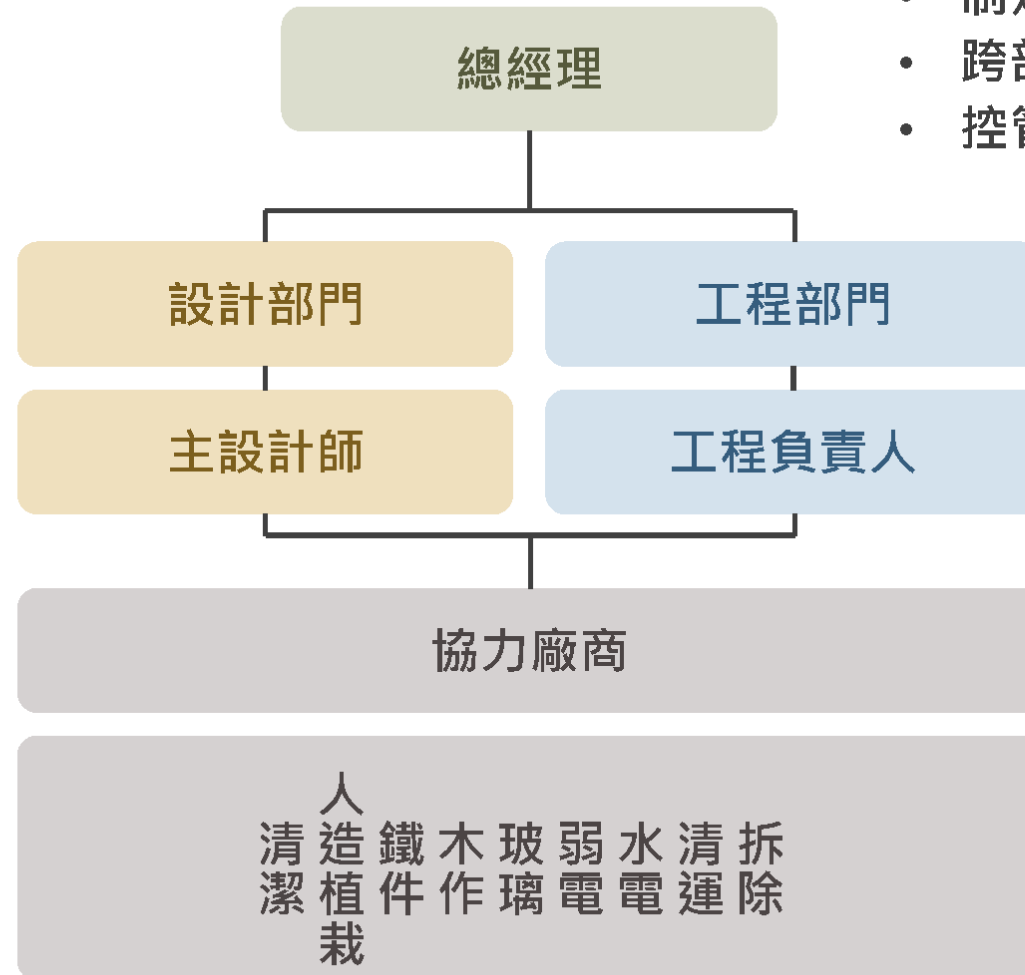 總經理
跨
控
設計部門
工程部門
主設計師
工程負責人
協力廠商
拆除
清運
水電
弱電
玻璃
木作
鐵件
人造植栽
清潔